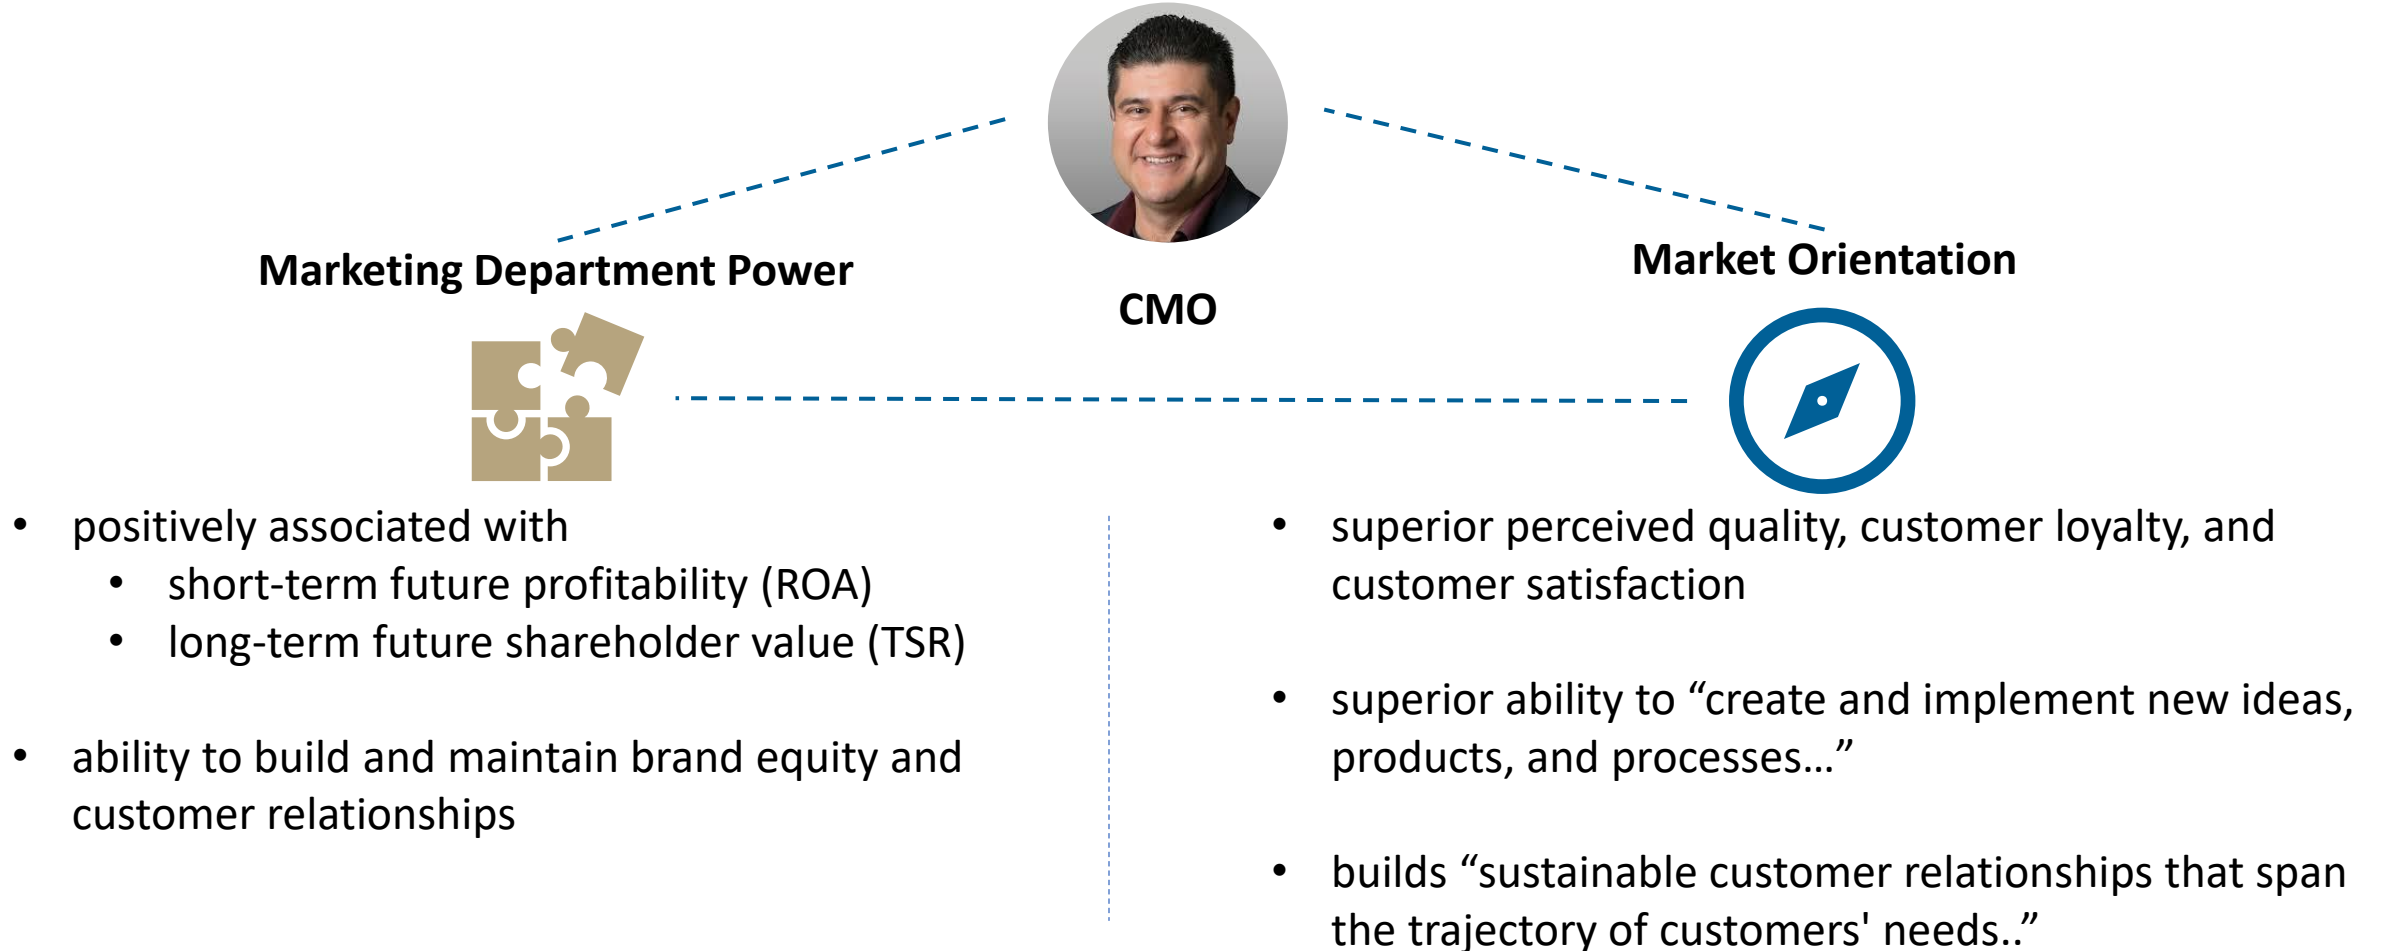 Marketing Department Power
CMO
Market Orientation
• positively associated with
• short-term future profitability (ROA)
• long-term future shareholder value (TSR)
• ability to build and maintain brand equity and
customer relationships
• superior perceived quality, customer loyalty, and
customer satisfaction
• superior ability to “create and implement new ideas,
products, and processes…”
• builds “sustainable customer relationships that span
the trajectory of customers' needs..”